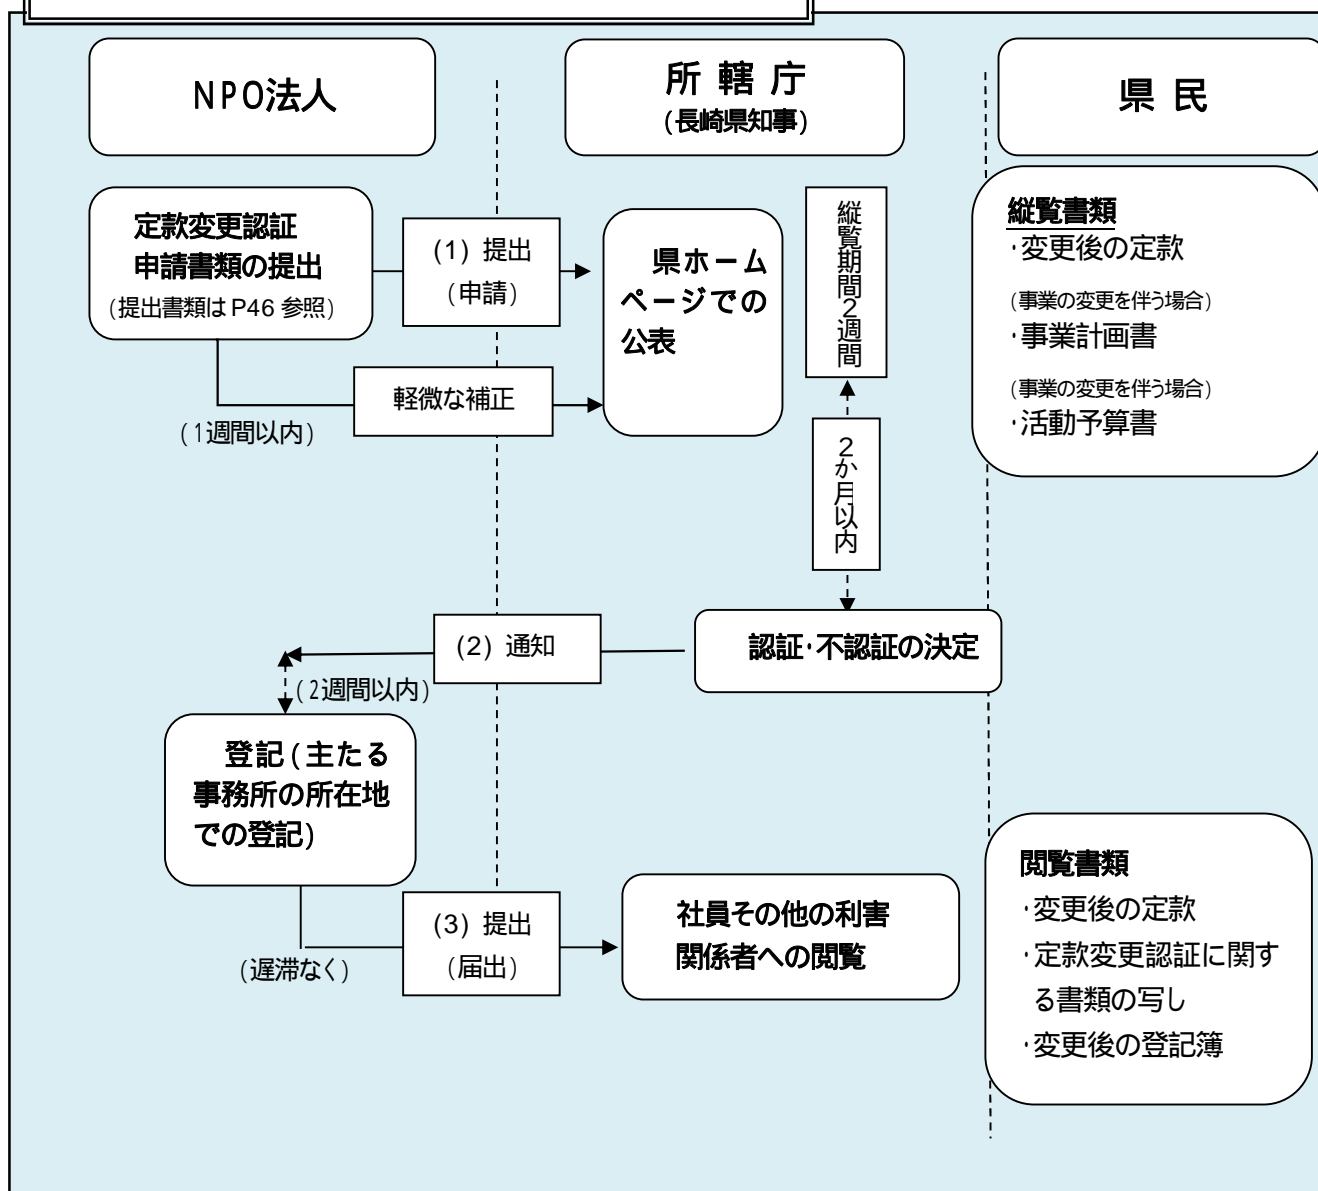 NPO法人
所 轄 庁
(長崎県知事)
県 民
定款変更認証
申請書類の提出
(提出書類は P46 参照)
(1) 提出
(申請)
県ホーム
ページでの
公表
縦覧期間2週間
縦覧書類
・変更後の定款
(事業の変更を伴う場合)
・事業計画書
(事業の変更を伴う場合)
・活動予算書
軽微な補正
(1週間以内)
2か月以内
(2) 通知
認証・不認証の決定
(2週間以内)
登記(主たる
事務所の所在地
での登記)
(3) 提出
(届出)
(遅滞なく)
社員その他の利害
関係者への閲覧
閲覧書類
・変更後の定款
・定款変更認証に関す
る書類の写し
・変更後の登記簿